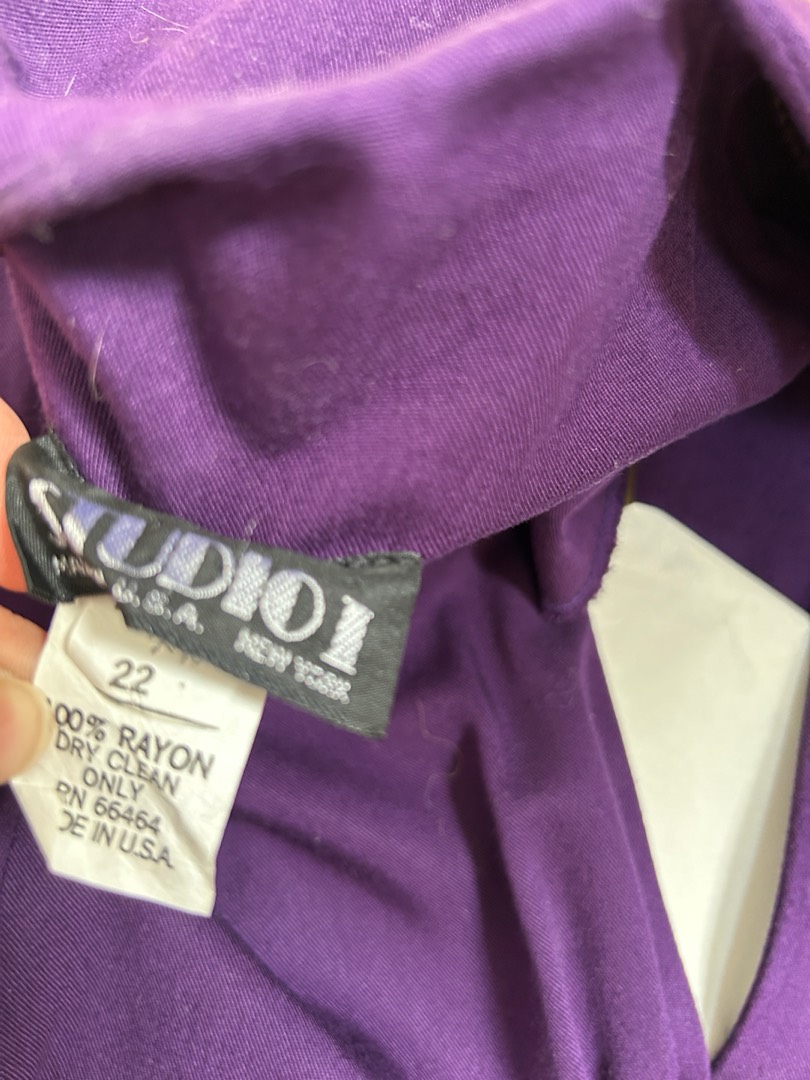 STUDIO 1
U.S.A.
NEW YORK
22
00% RAYON
DRY CLEAN
ONLY
RN 66464
DE IN U.S.A.